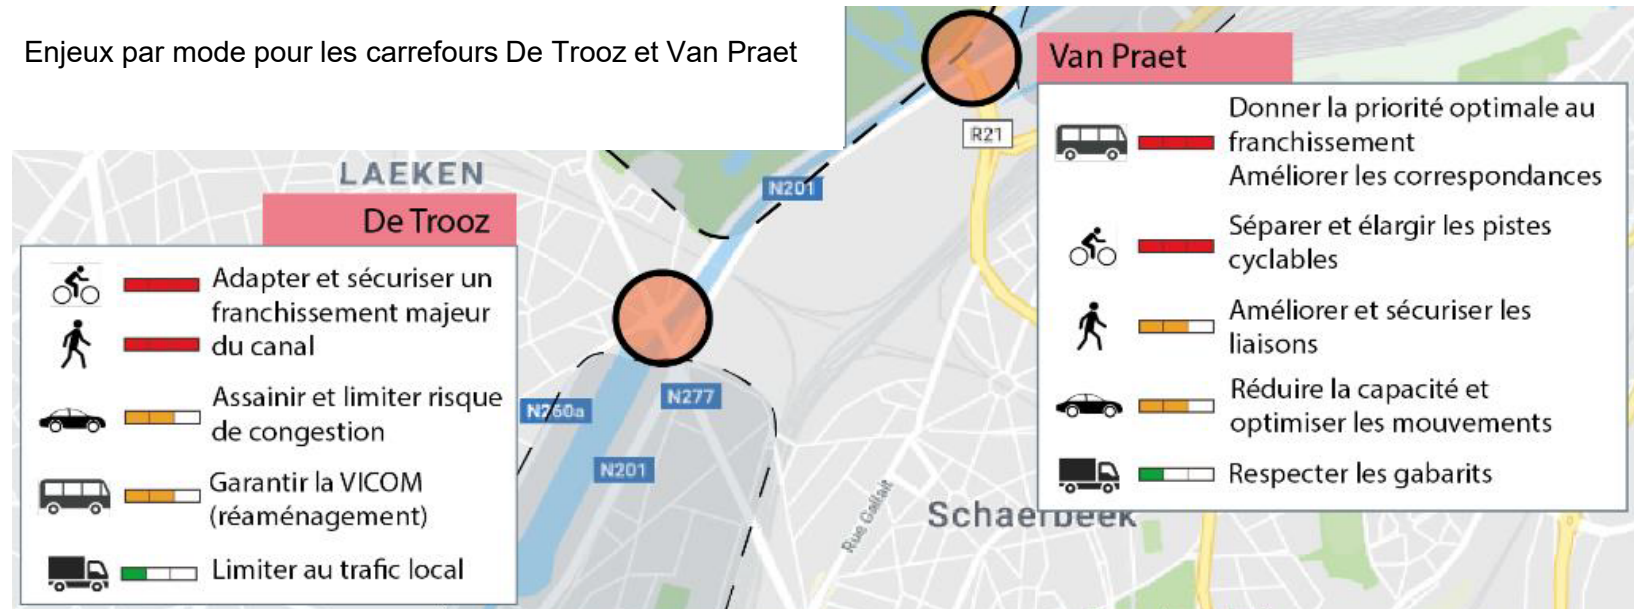 Enjeux par mode pour les carrefours De Trooz et Van Praet
Van Praet
Donner la priorité optimale au
franchissement
Améliorer les correspondances
Séparer et élargir les pistes
cyclables
Améliorer et sécuriser les
liaisons
Réduire la capacité et
optimiser les mouvements
Respecter les gabarits
R21
N201
LAEKEN
De Trooz
Adapter et sécuriser un
franchissement majeur
du canal
Assainir et limiter risque
de congestion
Garantir la VICOM
(réaménagement)
Limiter au trafic local
N277
N260a
N201
Rue Gallait
Schaerbeek